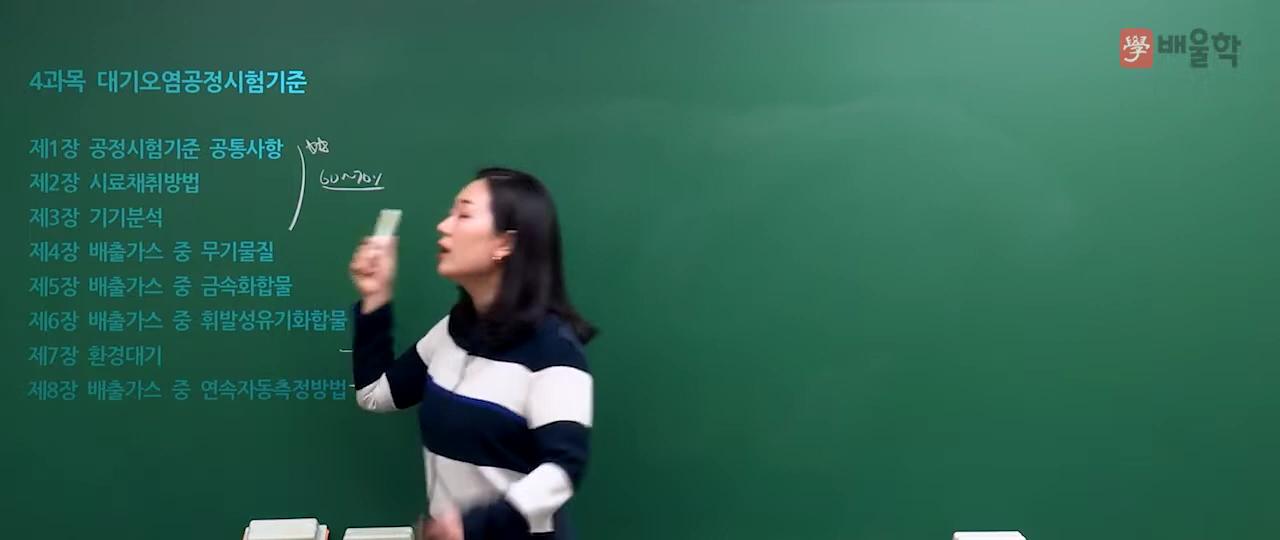 學 배울학
4과목 대기오염공정시험기준
제1장 공정시험기준 공통사항
제2장 시료채취방법
60~70%
제3장 기기분석
제4장 배출가스 중 무기물질
제5장 배출가스 중 금속화합물
제6장 배출가스 중 휘발성유기화합물
제7장 환경대기
제8장 배출가스 중 연속자동측정방법